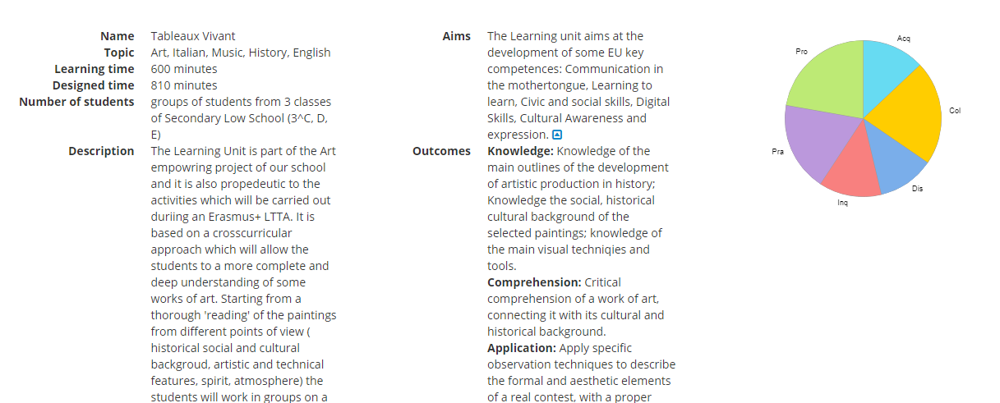 Name Tableaux Vivant
Topic Art, Italian, Music, History, English
Learning time 600 minutes
Designed time 810 minutes
Number of students groups of students from 3 classes
of Secondary Low School (3^C, D,
E)
Description The Learning Unit is part of the Art
empowring project of our school
and it is also propedeutic to the
activities which will be carried out
duriing an Erasmus+ LTTA. It is
based on a crosscurricular
approach which will allow the
students to a more complete and
deep understanding of some
works of art. Starting from a
thorough 'reading' of the paintings
from different points of view (
historical social and cultural
backgroud, artistic and technical
features, spirit, atmosphere) the
students will work in groups on a
Aims The Learning unit aims at the
development of some EU key
competences: Communication in
the mothertongue, Learning to
learn, Civic and social skills, Digital
Skills, Cultural Awareness and
expression.
Outcomes Knowledge: Knowledge of the
main outlines of the development
of artistic production in history;
Knowledge the social, historical
cultural background of the
selected paintings; knowledge of
the main visual techniqies and
tools.
Comprehension: Critical
comprehension of a work of art,
connecting it with its cultural and
historical background.
Application: Apply specific
observation techniques to describe
the formal and aesthetic elements
of a real contest, with a proper
Acq
Pro
Col
Pra
Dis
Inq